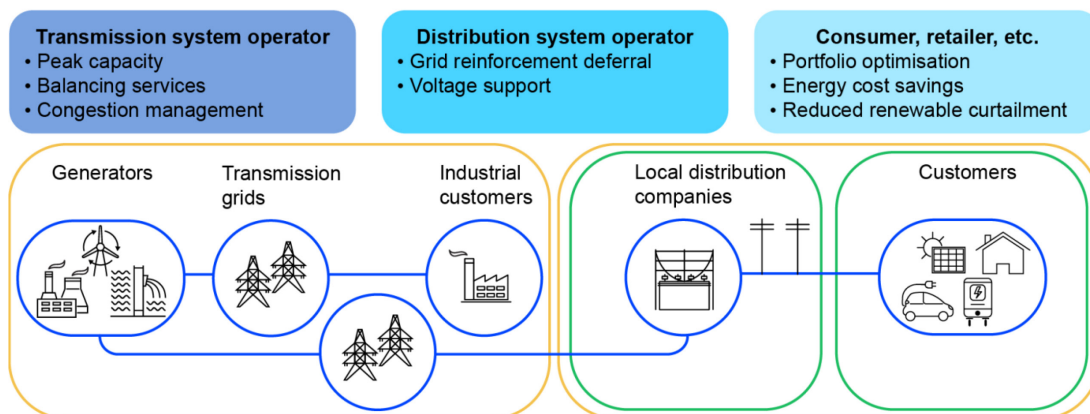 Transmission system operator
• Peak capacity
• Balancing services
• Congestion management
Distribution system operator
• Grid reinforcement deferral
• Voltage support
Consumer, retailer, etc.
• Portfolio optimisation
• Energy cost savings
• Reduced renewable curtailment
Generators
Transmission
grids
Industrial
customers
Local distribution
companies
Customers